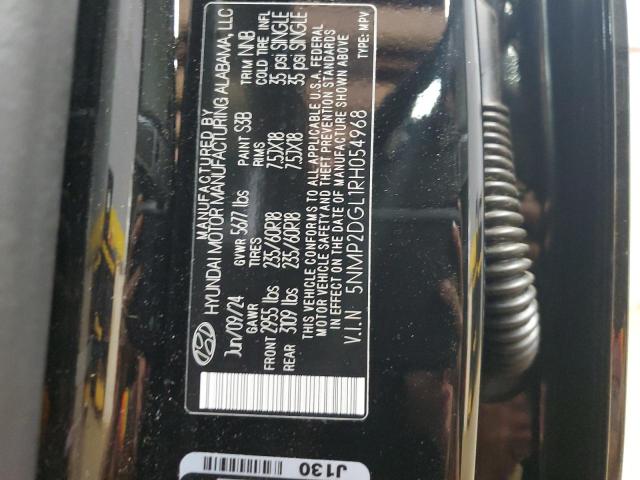 MANUFACTURED BY
HYUNDAI MOTOR MANUFACTURING ALABAMA, LLC
Jun/09/24 GVWR 5677 lbs PAINT S3B TRIM NNB
GAWR TIRES RIMS COLD TIRE INFL
FRONT 2955 lbs 235/60R18 7.5JX18 35 psi SINGLE
REAR 3109 lbs 235/60R18 7.5JX18 35 psi SINGLE
THIS VEHICLE CONFORMS TO ALL APPLICABLE U.S.A. FEDERAL
MOTOR VEHICLE SAFETY AND THEFT PREVENTION STANDARDS
IN EFFECT ON THE DATE OF MANUFACTURE SHOWN ABOVE
V.I.N 5NMP2DGL1RH054968 TYPE: MPV
J130